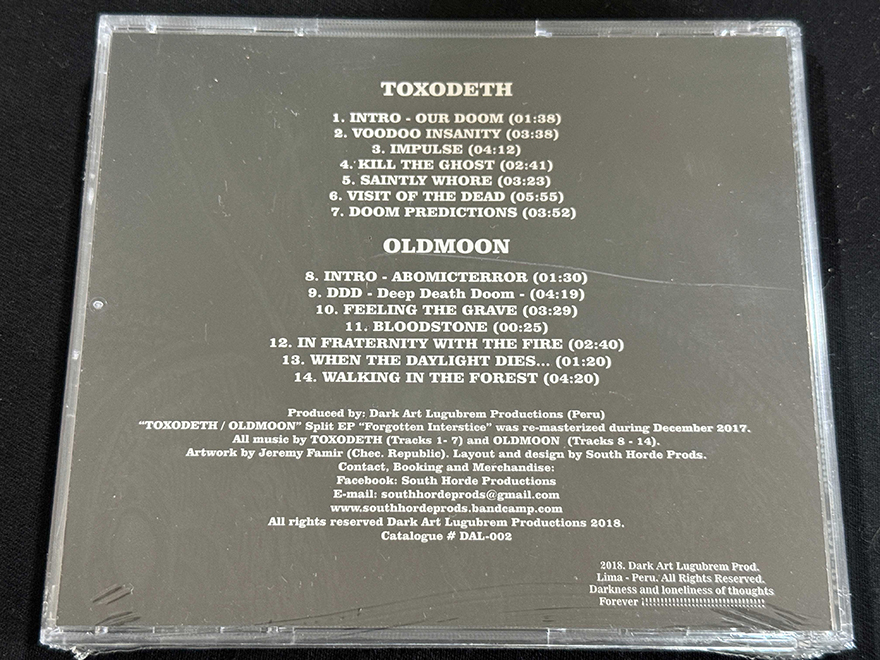 TOXODETH
1. INTRO - OUR DOOM (01:38)
2. VOODOO INSANITY (03:38)
3. IMPULSE (04:12)
4. KILL THE GHOST (02:41)
5. SAINTLY WHORE (03:23)
6. VISIT OF THE DEAD (05:55)
7. DOOM PREDICTIONS (03:52)
OLDMOON
8. INTRO - ABOMICTERROR (01:30)
9. DDD - Deep Death Doom - (04:19)
10. FEELING THE GRAVE (03:29)
11. BLOODSTONE (00:25)
12. IN FRATERNITY WITH THE FIRE (02:40)
13. WHEN THE DAYLIGHT DIES... (01:20)
14. WALKING IN THE FOREST (04:20)
Produced by: Dark Art Lugubrem Productions (Peru)
"TOXODETH / OLDMOON" Split EP "Forgotten Interstice" was re-masterized during December 2017.
All music by TOXODETH (Tracks 1- 7) and OLDMOON (Tracks 8 - 14).
Artwork by Jeremy Famir (Chec. Republic). Layout and design by South Horde Prods.
Contact, Booking and Merchandise:
Facebook: South Horde Productions
E-mail: southhordeprods@gmail.com
www.southhordeprods.bandcamp.com
All rights reserved Dark Art Lugubrem Productions 2018.
Catalogue # DAL-002
2018. Dark Art Lugubrem Prod.
Lima - Peru. All Rights Reserved.
Darkness and loneliness of thoughts
Forever ¡!!!!!!!!!!!!!!!!!!!!!!!!!!!!!